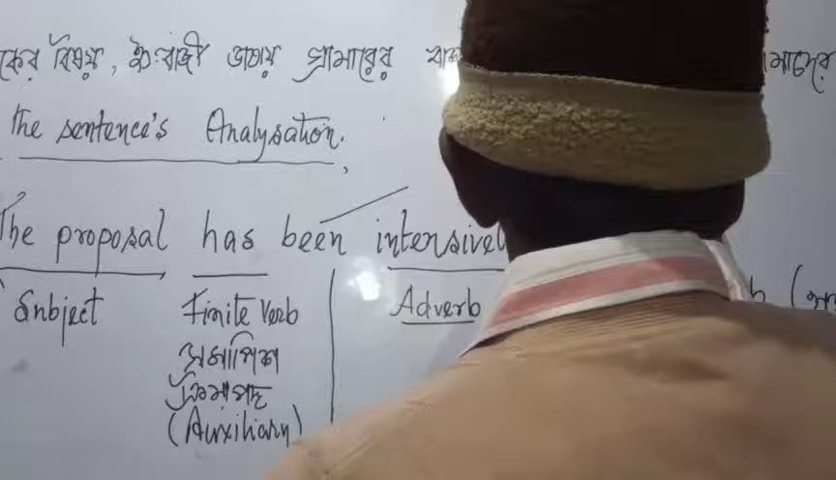 কের বিষয়, ইংরাজী ভাষায় গ্রামারের
The sentence's Analysation.
The proposal has been intensivel
Subject Finite Verb Adverb
সমাপিকা
ক্রিয়াপদ
(Auxiliary)